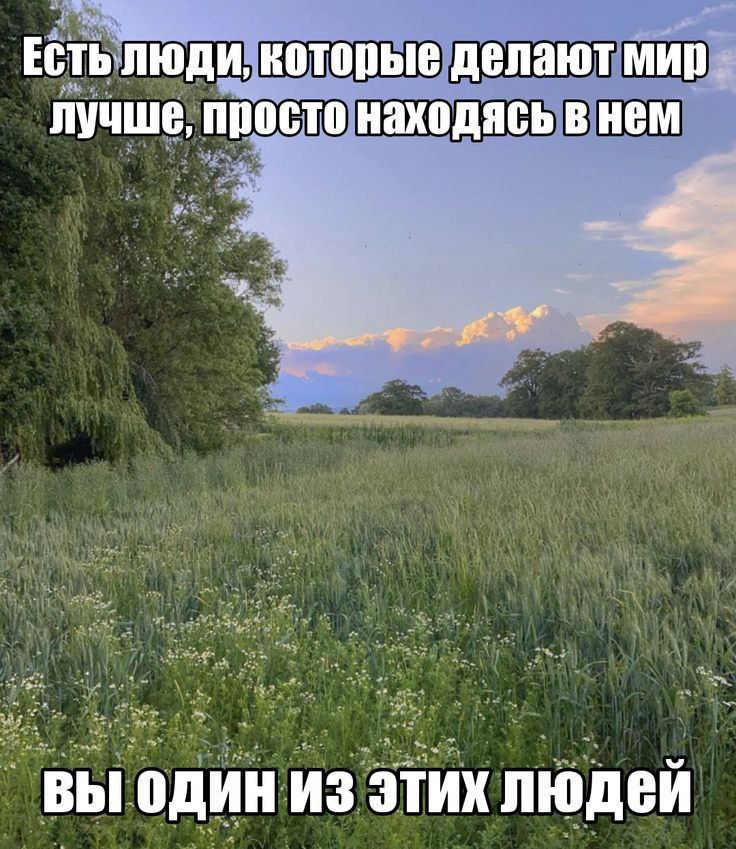 Есть люди, которые делают мир
лучше, просто находясь в нем
вы один из этих людей